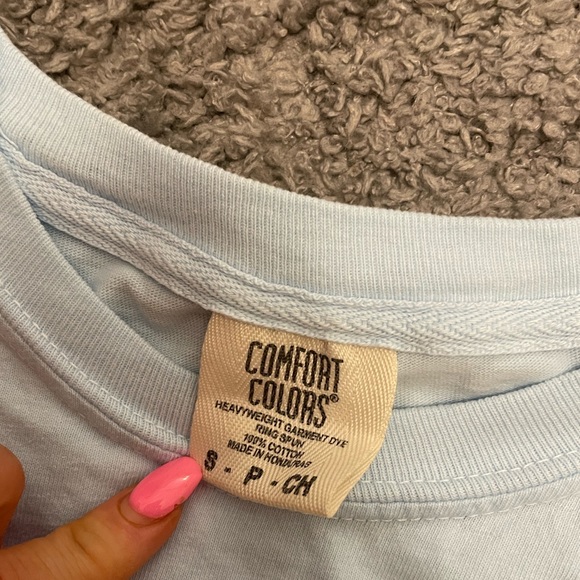 COMFORT
COLORS®
HEAVYWEIGHT GARMENT DYE
RING SPUN
100% COTTON
MADE IN HONDURAS
S - P - CH